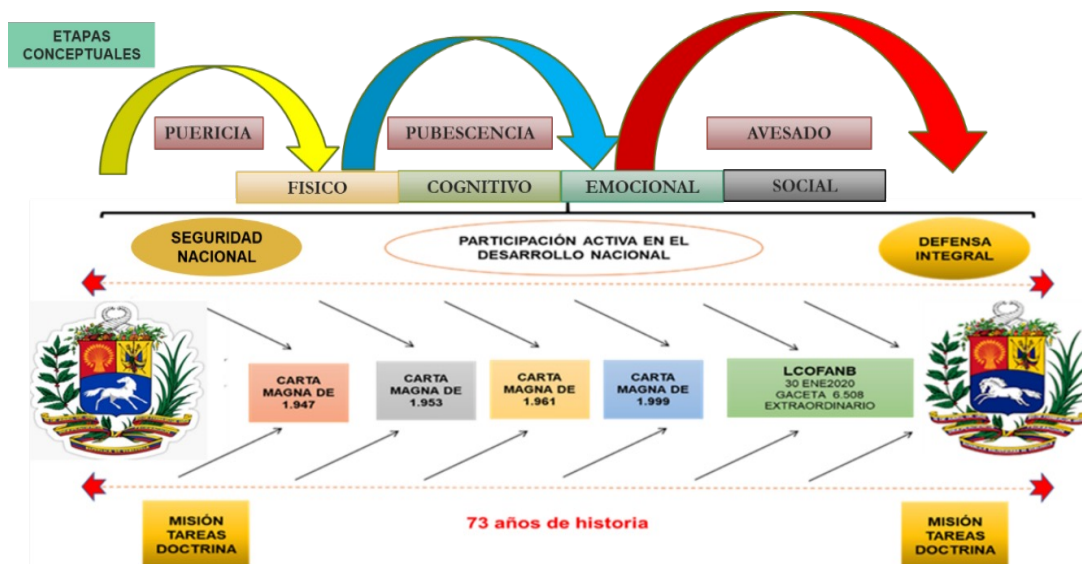 ETAPAS
CONCEPTUALES
PUERICIA
PUBESCENCIA
AVESADO
FISICO
COGNITIVO
EMOCIONAL
SOCIAL
SEGURIDAD
NACIONAL
PARTICIPACIÓN ACTIVA EN EL
DESARROLLO NACIONAL
DEFENSA
INTEGRAL
CARTA
MAGNA DE
1.947
CARTA
MAGNA DE
1.953
CARTA
MAGNA DE
1.961
CARTA
MAGNA DE
1.999
LCOFANB
30 ENE2020
GACETA 6.508
EXTRAORDINARIO
MISIÓN
TAREAS
DOCTRINA
73 años de historia
MISIÓN
TAREAS
DOCTRINA